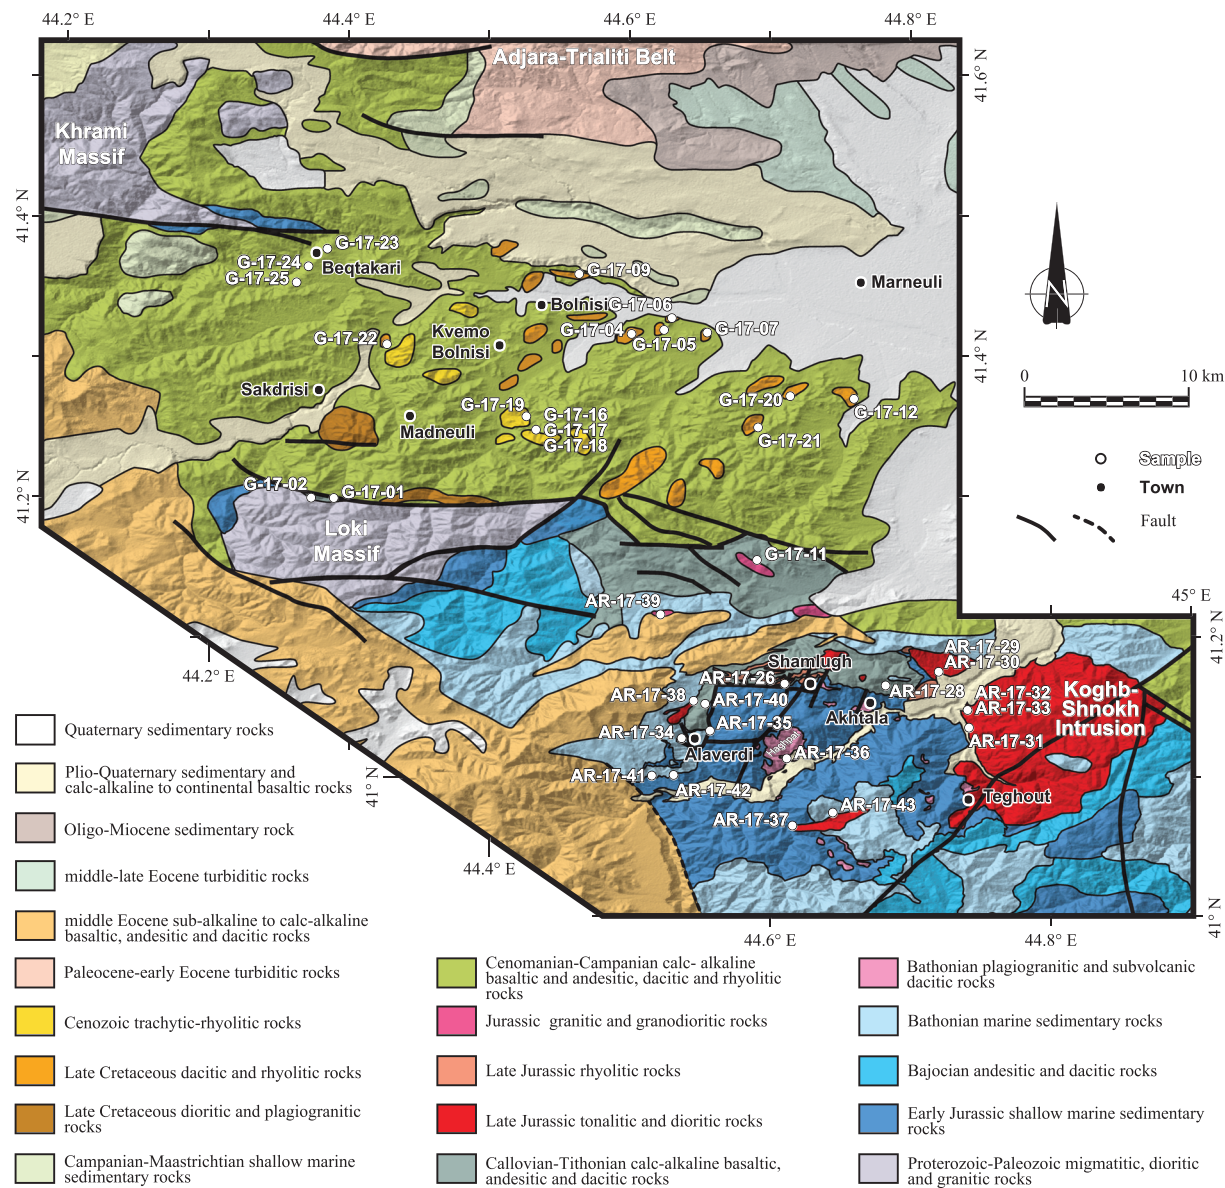 44.2° E
44.4° E
44.6° E
44.8° E
Adjara-Trialiti Belt
41.6° N
Khrami
Massif
41.4° N
G-17-23
G-17-24
Beqtakari
G-17-25
G-17-09
Marneuli
Bolnisi
G-17-06
Kvemo
Bolnisi
G-17-04
G-17-07
G-17-05
G-17-22
41.4° N
0
10 km
Sakdrisi
G-17-20
G-17-19
G-17-16
G-17-12
Madneuli
G-17-17
G-17-21
G-17-18
Sample
Town
Fault
41.2° N
G-17-02
G-17-01
Loki
Massif
G-17-11
N
45° E
AR-17-39
41.2° N
AR-17-29
AR-17-30
Shamlugh
AR-17-26
AR-17-28
AR-17-32
AR-17-33
Koghb-
Shnokh
Intrusion
AR-17-38
AR-17-40
44.2° E
Akhtala
AR-17-35
AR-17-34
AR-17-31
Alaverdi
Haghpat
AR-17-36
AR-17-41
AR-17-42
41° N
Teghout
AR-17-43
AR-17-37
44.4° E
41° N
44.6° E
44.8° E
Quaternary sedimentary rocks
Plio-Quaternary sedimentary and
calc-alkaline to continental basaltic rocks
Oligo-Miocene sedimentary rock
middle-late Eocene turbiditic rocks
middle Eocene sub-alkaline to calc-alkaline
basaltic, andesitic and dacitic rocks
Paleocene-early Eocene turbiditic rocks
Cenozoic trachytic-rhyolitic rocks
Late Cretaceous dacitic and rhyolitic rocks
Late Cretaceous dioritic and plagiogranitic
rocks
Campanian-Maastrichtian shallow marine
sedimentary rocks
Cenomanian-Campanian calc- alkaline
basaltic and andesitic, dacitic and rhyolitic
rocks
Jurassic granitic and granodioritic rocks
Late Jurassic rhyolitic rocks
Late Jurassic tonalitic and dioritic rocks
Callovian-Tithonian calc-alkaline basaltic,
andesitic and dacitic rocks
Bathonian plagiogranitic and subvolcanic
dacitic rocks
Bathonian marine sedimentary rocks
Bajocian andesitic and dacitic rocks
Early Jurassic shallow marine sedimentary
rocks
Proterozoic-Paleozoic migmatitic, dioritic
and granitic rocks